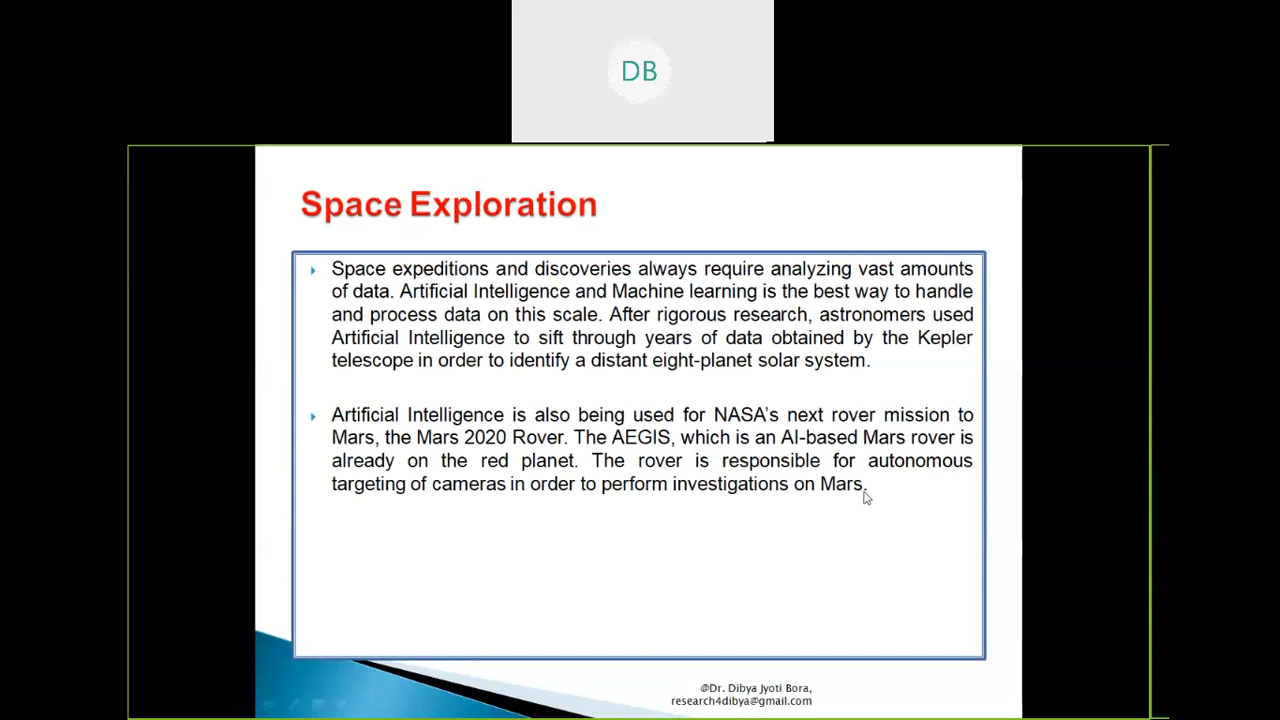 DB
Space Exploration
Space expeditions and discoveries always require analyzing vast amounts
of data. Artificial Intelligence and Machine learning is the best way to handle
and process data on this scale. After rigorous research, astronomers used
Artificial Intelligence to sift through years of data obtained by the Kepler
telescope in order to identify a distant eight-planet solar system.
Artificial Intelligence is also being used for NASA's next rover mission to
Mars, the Mars 2020 Rover. The AEGIS, which is an AI-based Mars rover is
already on the red planet. The rover is responsible for autonomous
targeting of cameras in order to perform investigations on Mars.
@Dr. Dibya Jyoti Bora,
research4dibya@gmail.com